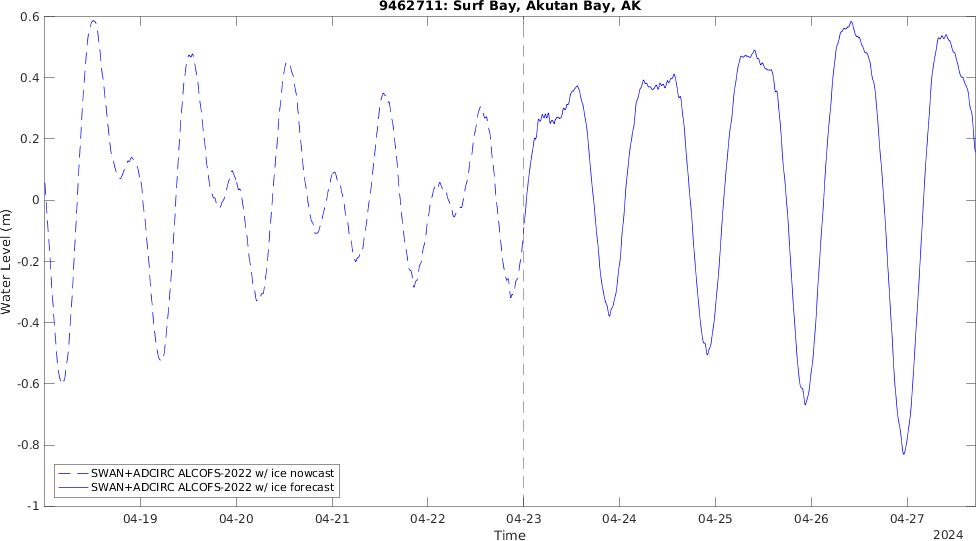 9462711: Surf Bay, Akutan Bay, AK
0.6
0.4
0.2
0
-0.2
-0.4
-0.6
-0.8
-1
Water Level (m)
SWAN+ADCIRC ALCOFS-2022 w/ ice nowcast
SWAN+ADCIRC ALCOFS-2022 w/ ice forecast
04-19 04-20 04-21 04-22 04-23 04-24 04-25 04-26 04-27
Time
2024